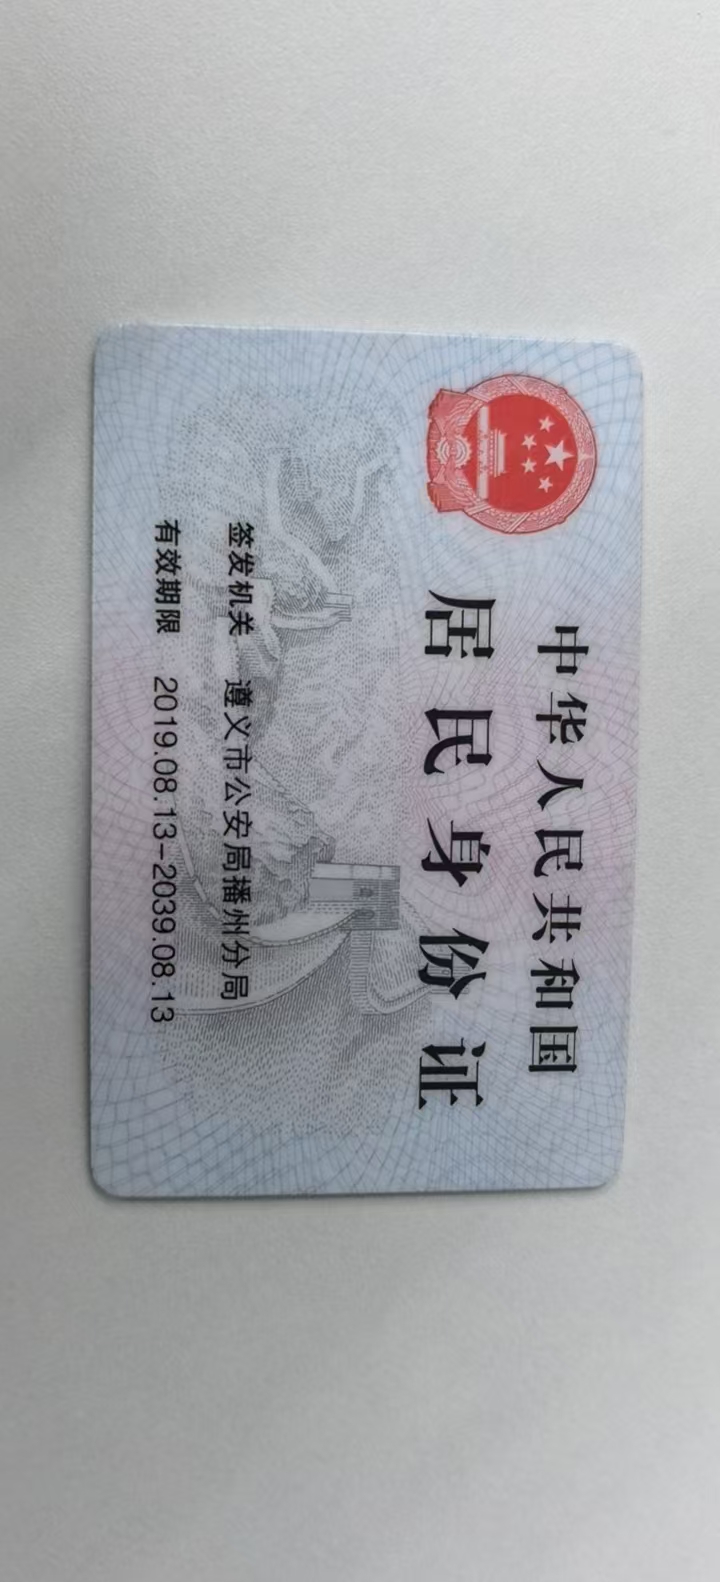 中华人民共和国
居民身份证
签发机关 遵义市公安局播州分局
有效期限 2019.08.13-2039.08.13